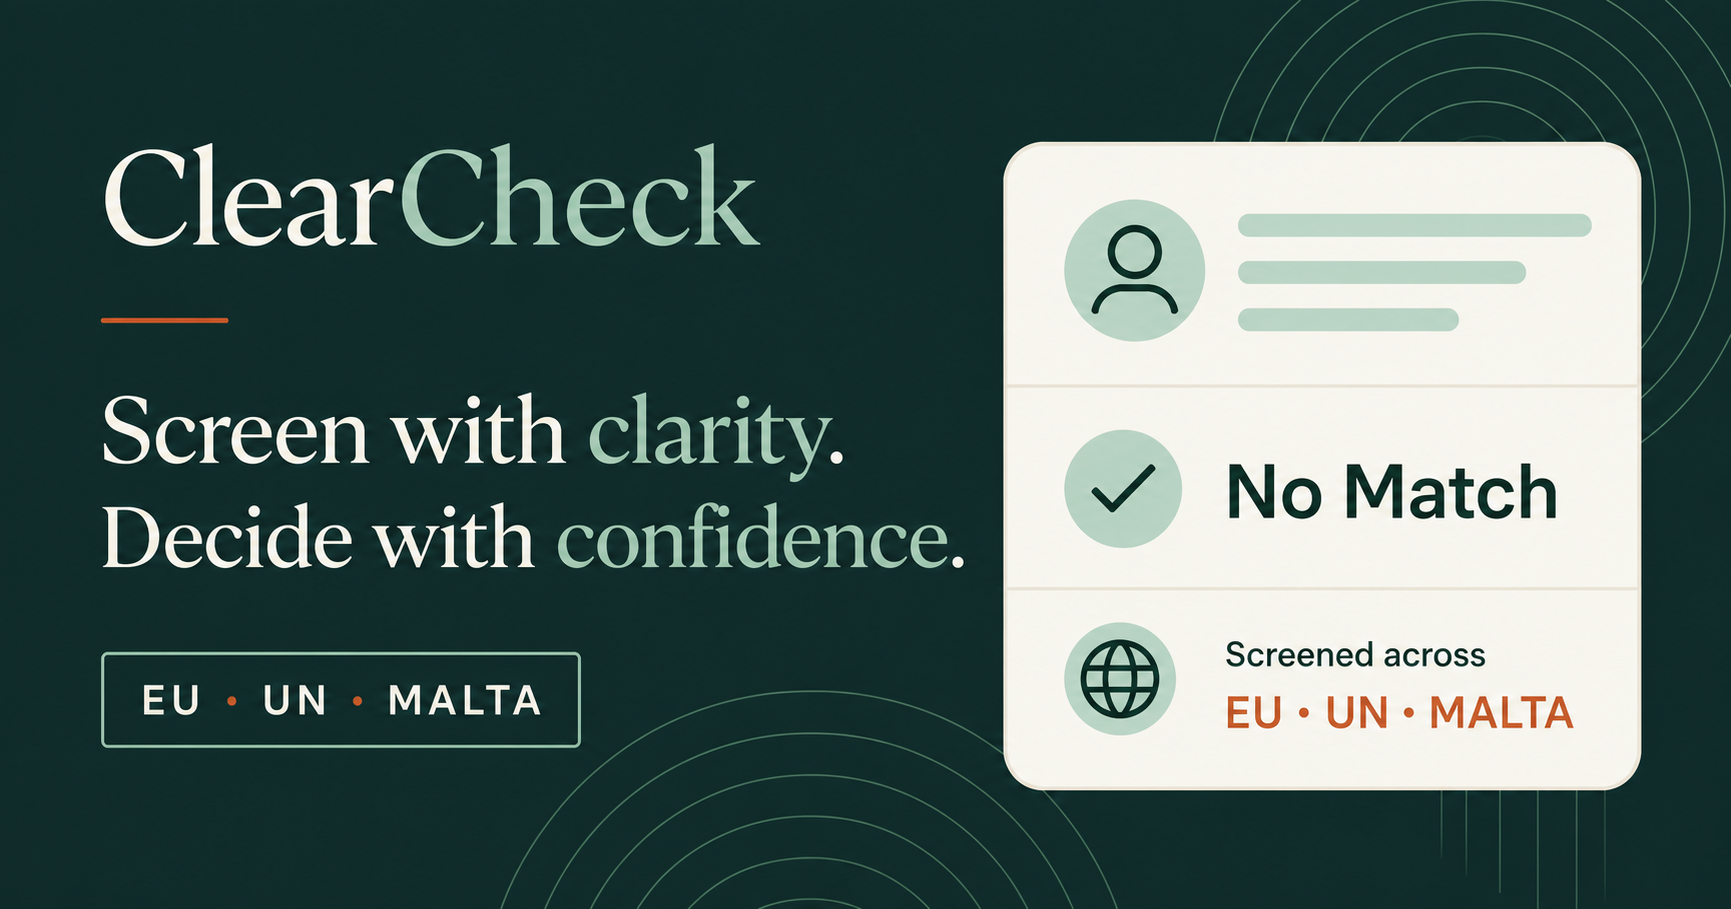 ClearCheck
Screen with clarity.
Decide with confidence.
EU • UN • MALTA
No Match
Screened across
EU • UN • MALTA